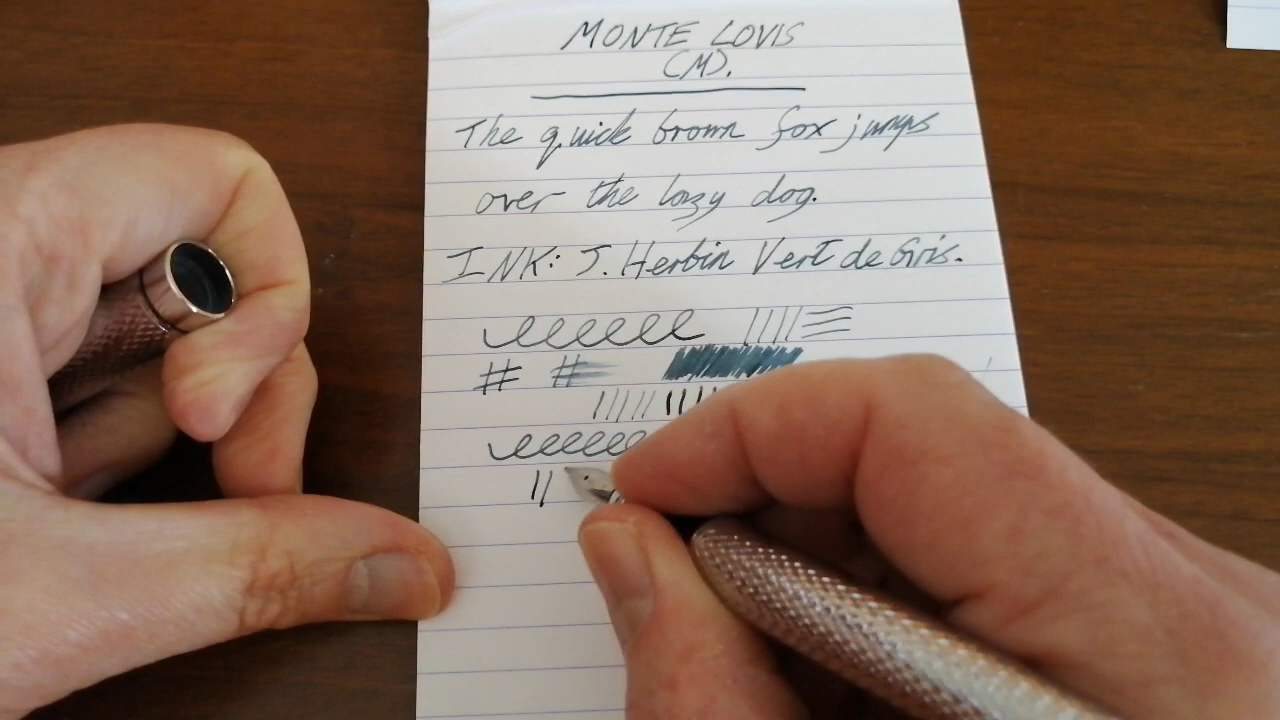 MONTE LOVIS
(M).
The quick brown fox jumps
over the lazy dog.
INK: J. Herbin Vert de Gris.